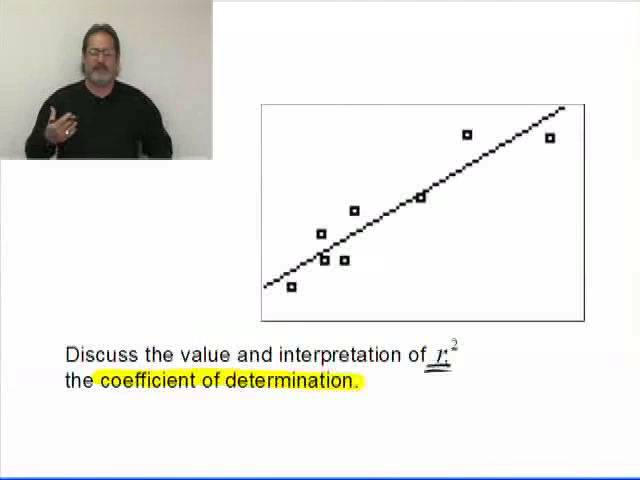 Discuss the value and interpretation of r²
the coefficient of determination.